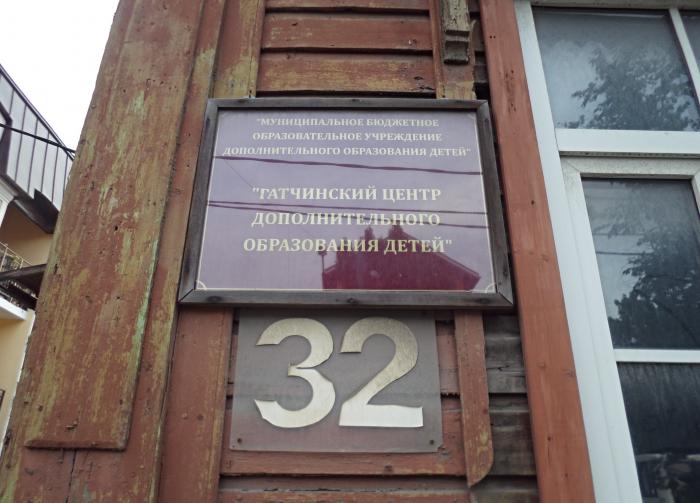 "МУНИЦИПАЛЬНОЕ БЮДЖЕТНОЕ
ОБРАЗОВАТЕЛЬНОЕ УЧРЕЖДЕНИЕ
ДОПОЛНИТЕЛЬНОГО ОБРАЗОВАНИЯ ДЕТЕЙ"
"ГАТЧИНСКИЙ ЦЕНТР
ДОПОЛНИТЕЛЬНОГО
ОБРАЗОВАНИЯ ДЕТЕЙ"
32